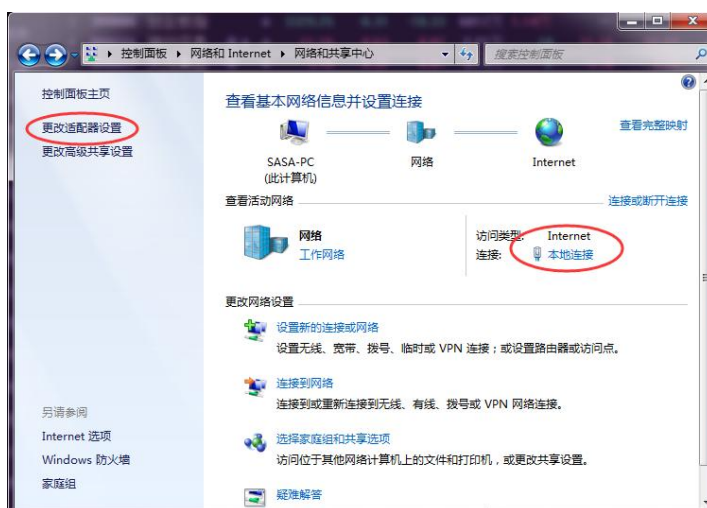 控制面板 ▸ 网络和 Internet ▸ 网络和共享中心
搜索控制面板
控制面板主页
更改适配器设置
更改高级共享设置
查看基本网络信息并设置连接
查看完整映射
SASA-PC
(此计算机)
网络
Internet
查看活动网络
连接或断开连接
网络
工作网络
访问类型: Internet
连接: 本地连接
更改网络设置
设置新的连接或网络
设置无线、宽带、拨号、临时或 VPN 连接；或设置路由器或访问点。
连接到网络
连接到或重新连接到无线、有线、拨号或 VPN 网络连接。
选择家庭组和共享选项
访问位于其他网络计算机上的文件和打印机，或更改共享设置。
疑难解答
另请参阅
Internet 选项
Windows 防火墙
家庭组